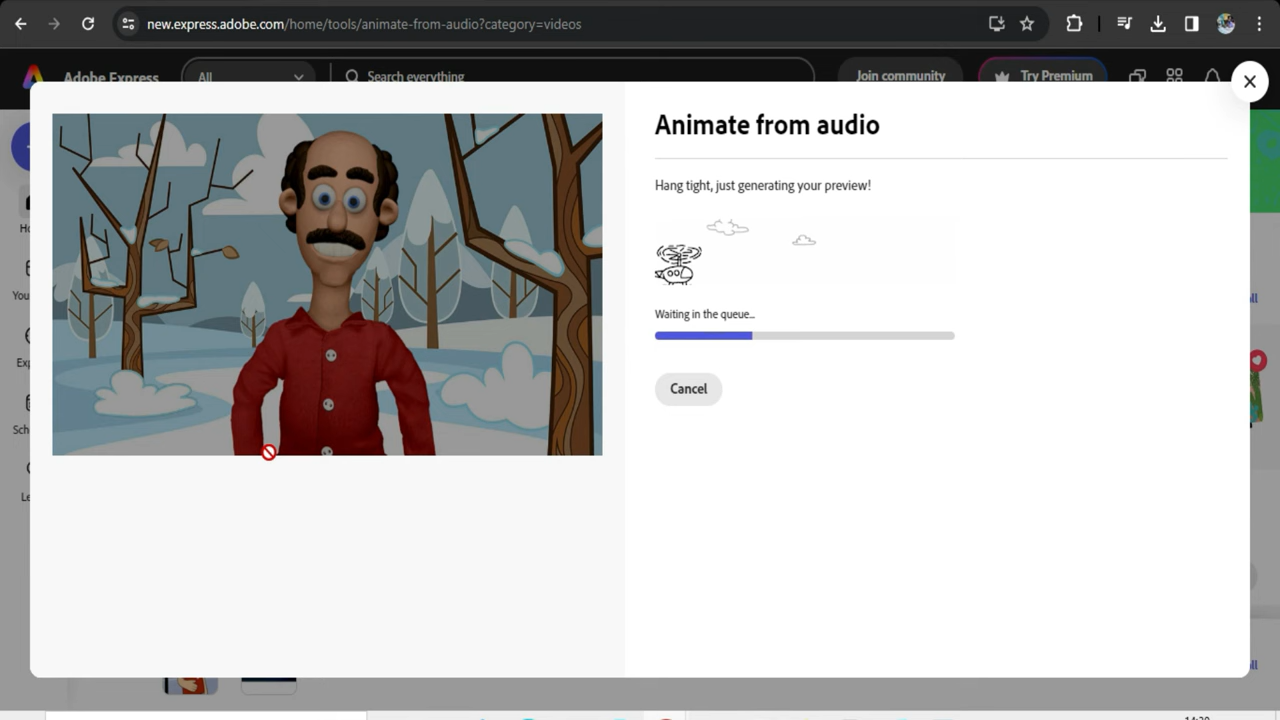 new.express.adobe.com/home/tools/animate-from-audio?category=videos
Adobe Express
All
Search everything
Join community
Try Premium
Animate from audio
Hang tight, just generating your preview!
Waiting in the queue...
Cancel